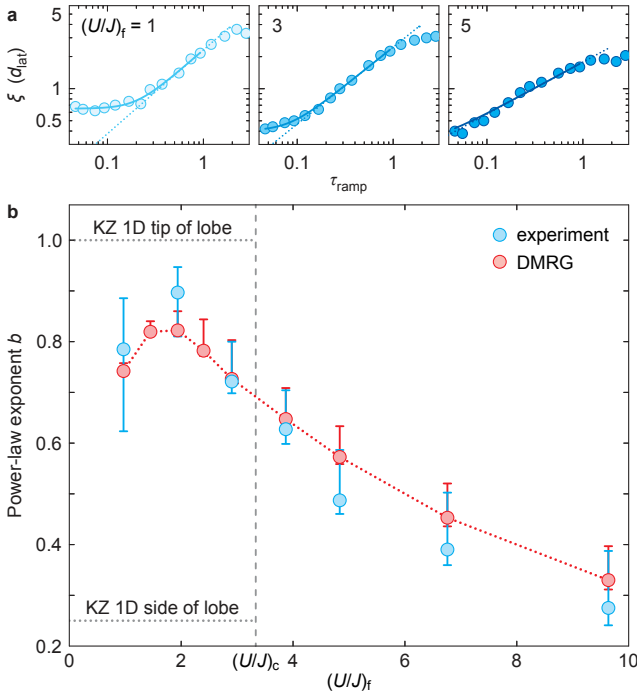 a
(U/J)f = 1
3
5
ξ (dlat)
5
2
1
0.5
0.1
1
0.1
1
0.1
1
τramp
b
KZ 1D tip of lobe
experiment
DMRG
KZ 1D side of lobe
Power-law exponent b
1.0
0.8
0.6
0.4
0.2
0
2
(U/J)c
4
6
8
10
(U/J)f